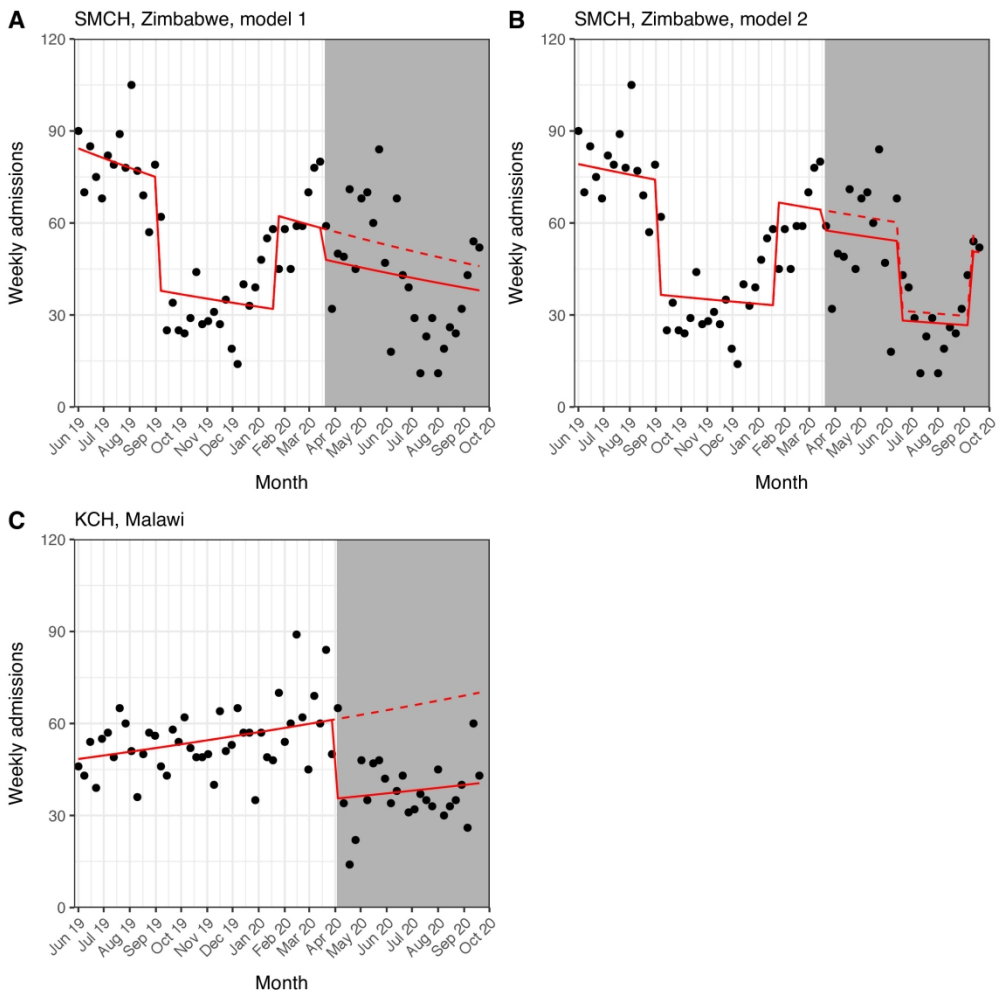 A SMCH, Zimbabwe, model 1
120
90
60
30
0
Weekly admissions
Jun 19 Jul 19 Aug 19 Sep 19 Oct 19 Nov 19 Dec 19 Jan 20 Feb 20 Mar 20 Apr 20 May 20 Jun 20 Jul 20 Aug 20 Sep 20 Oct 20
Month
B SMCH, Zimbabwe, model 2
120
90
60
30
0
Weekly admissions
Jun 19 Jul 19 Aug 19 Sep 19 Oct 19 Nov 19 Dec 19 Jan 20 Feb 20 Mar 20 Apr 20 May 20 Jun 20 Jul 20 Aug 20 Sep 20 Oct 20
Month
C KCH, Malawi
120
90
60
30
0
Weekly admissions
Jun 19 Jul 19 Aug 19 Sep 19 Oct 19 Nov 19 Dec 19 Jan 20 Feb 20 Mar 20 Apr 20 May 20 Jun 20 Jul 20 Aug 20 Sep 20 Oct 20
Month